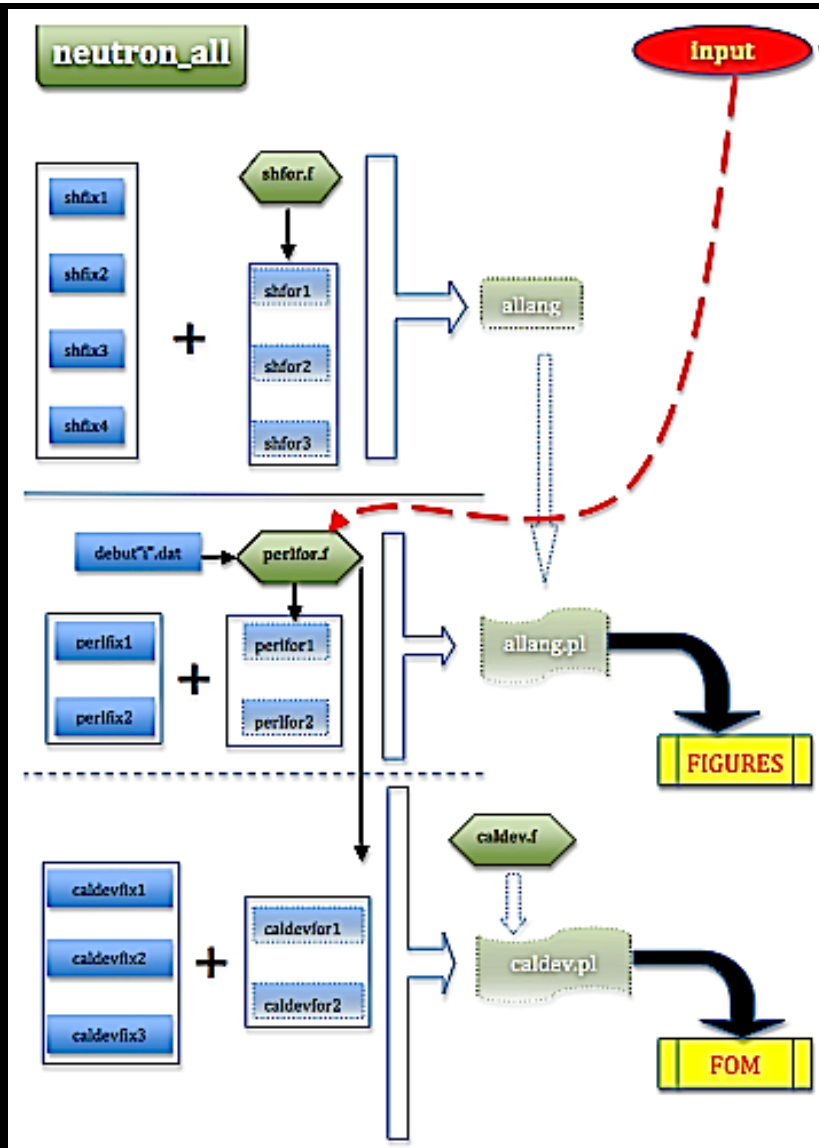 neutron_all
input
shfor.f
shfix1
shfix2
shfix3
shfix4
+
shfor1
shfor2
shfor3
allang
debut"i".dat
perlfor.f
perlfix1
perlfix2
+
perlfor1
perlfor2
allang.pl
FIGURES
caldev.f
caldevfix1
caldevfix2
caldevfix3
+
caldevfor1
caldevfor2
caldev.pl
FOM